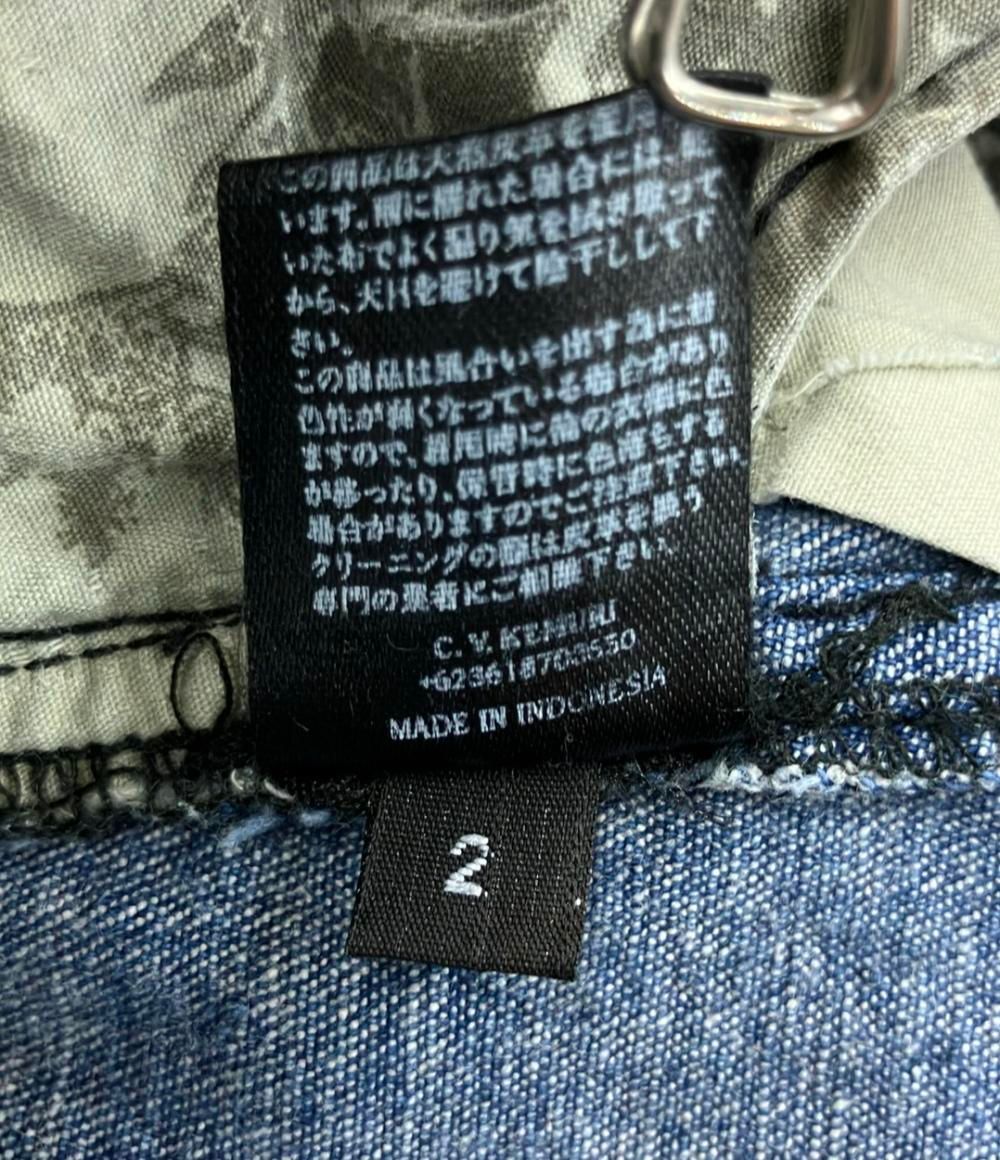 この商品は天然皮革を使用
います。雨に濡れた場合には、
いた布でよく湿り気を拭き取って
から、天日を避けて陰干しして下
さい。
この商品は風合いを出す為に着
色性が弱くなっている場合があり
ますので、着用時に他の衣類に色
が移ったり、保管時に色落ちする
場合がありますのでご注意下さい。
クリーニングの際は皮革を扱う
専門の業者にご相談下さい。
C. V.
MADE IN INDONESIA
2